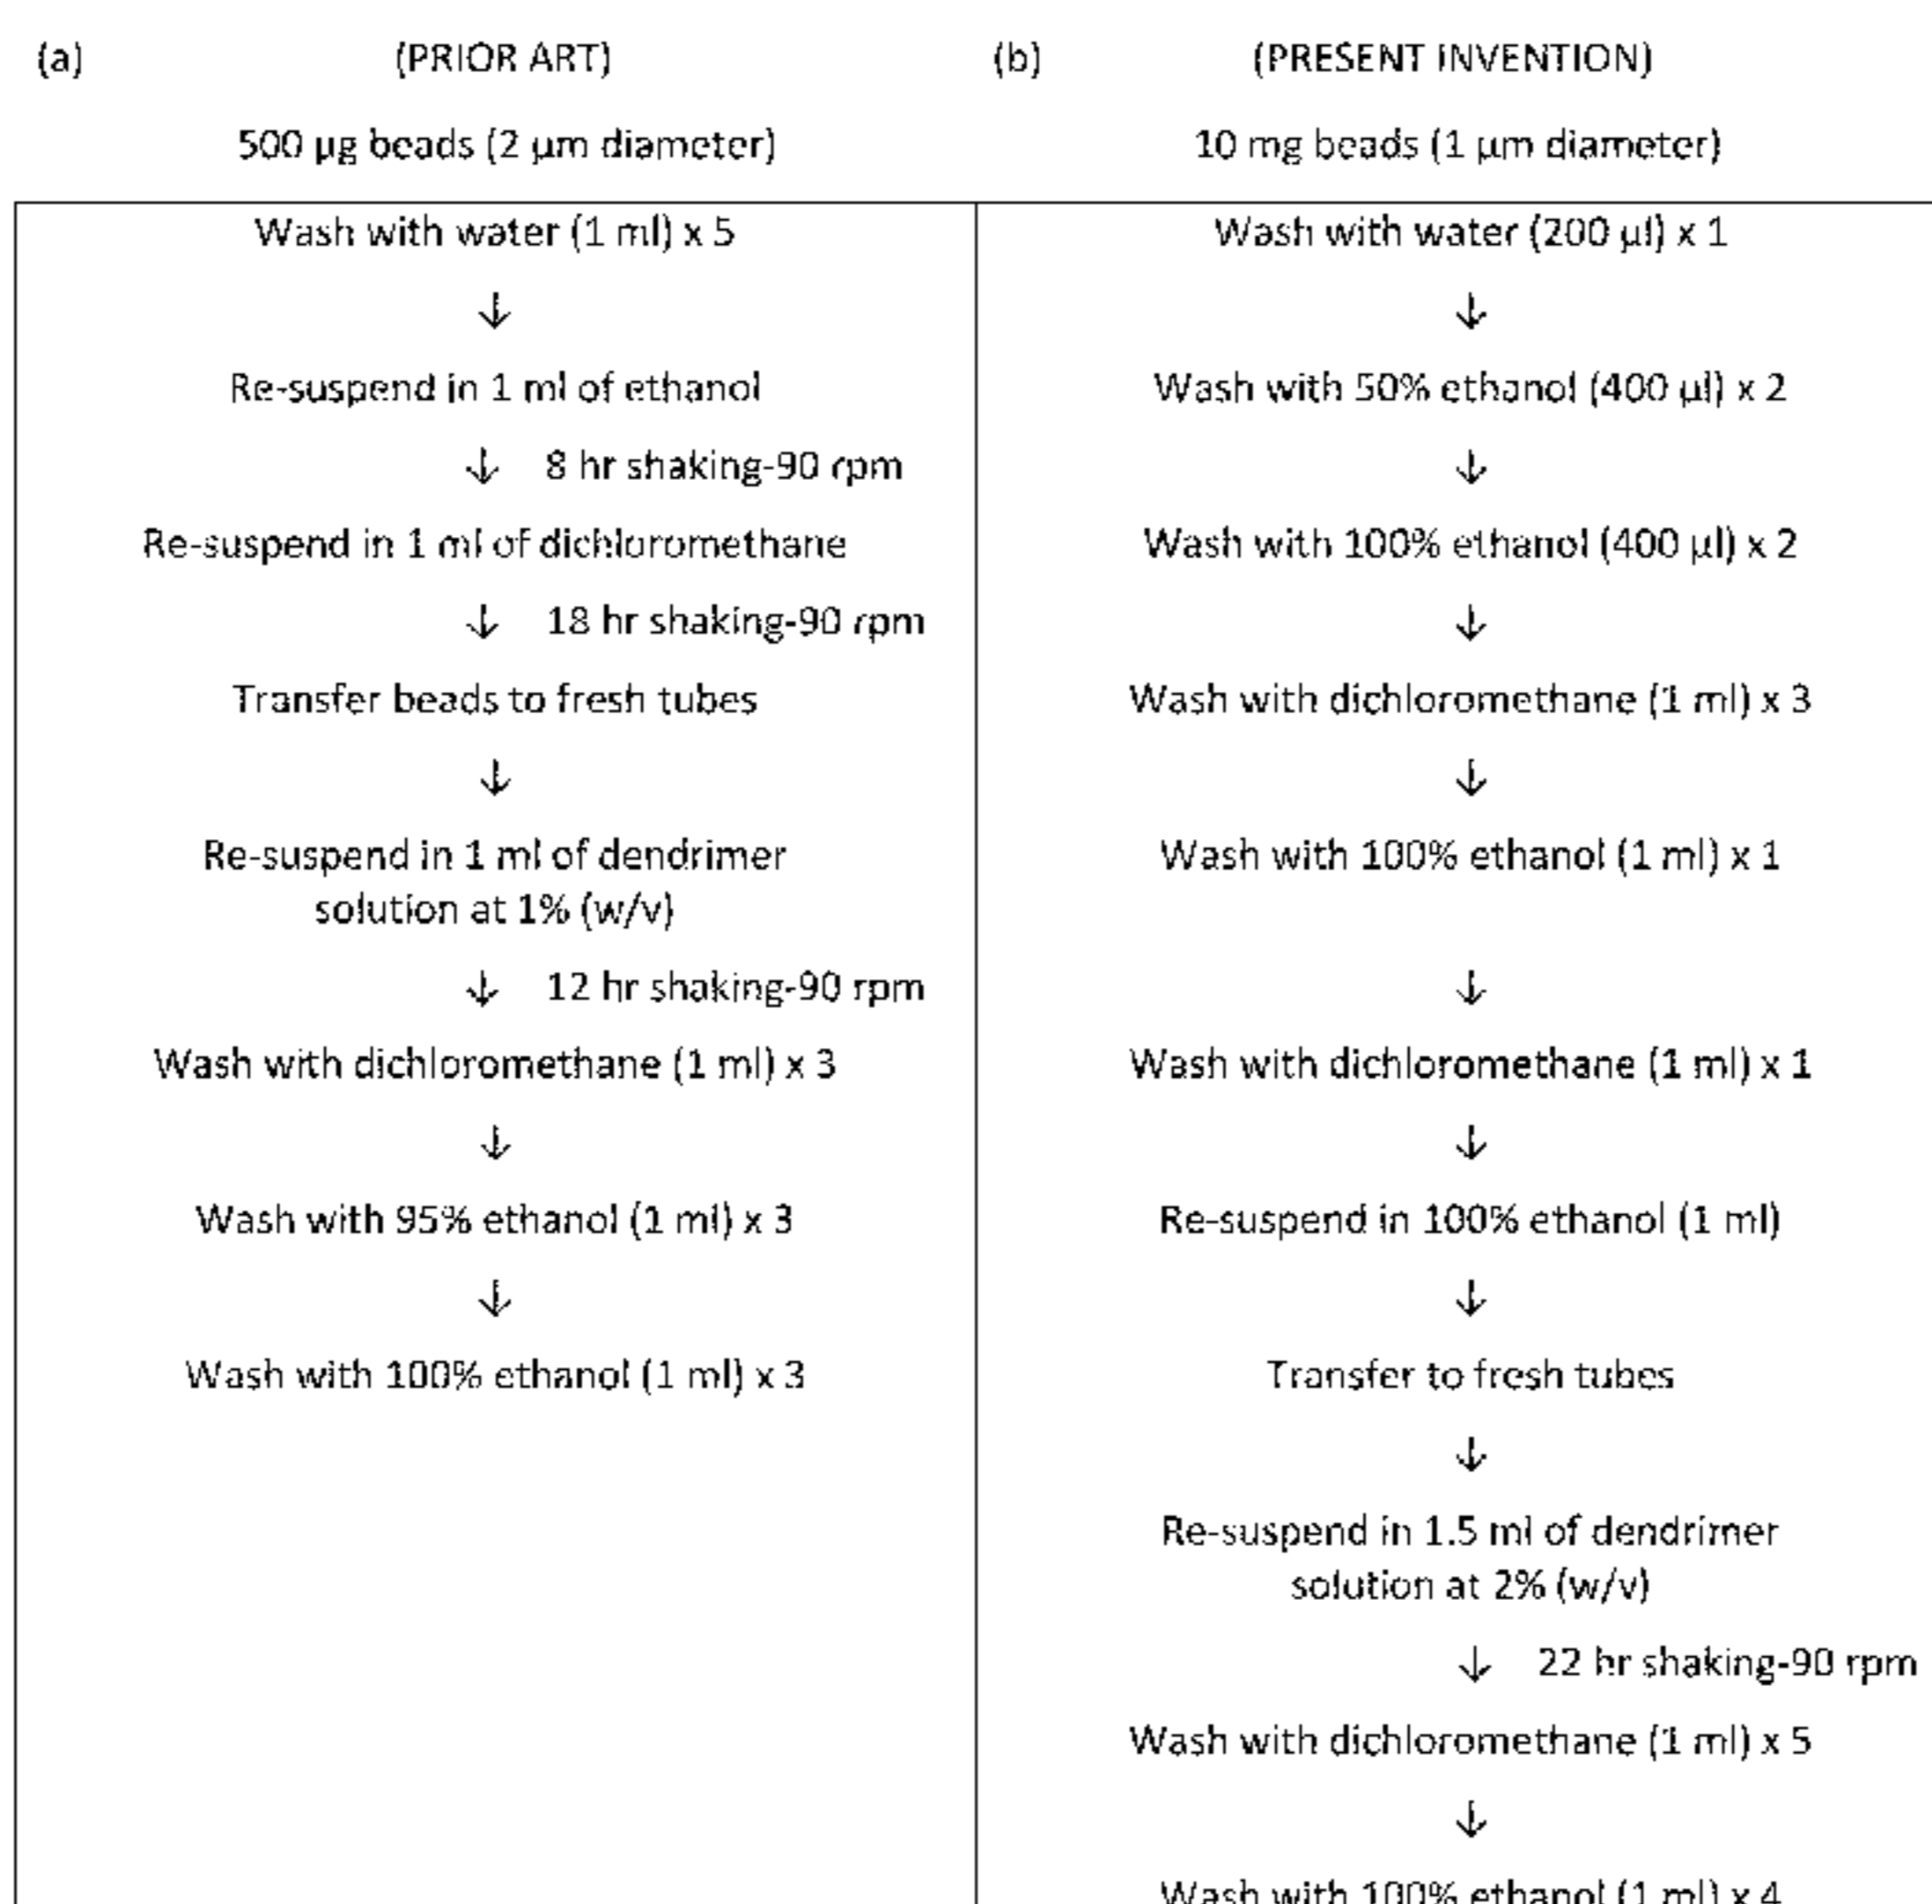 (a) (PRIOR ART)
500 µg beads (2 µm diameter)
Wash with water (1 ml) x 5
↓
Re-suspend in 1 ml of ethanol
↓ 8 hr shaking-90 rpm
Re-suspend in 1 ml of dichloromethane
↓ 18 hr shaking-90 rpm
Transfer beads to fresh tubes
↓
Re-suspend in 1 ml of dendrimer
solution at 1% (w/v)
↓ 12 hr shaking-90 rpm
Wash with dichloromethane (1 ml) x 3
↓
Wash with 95% ethanol (1 ml) x 3
↓
Wash with 100% ethanol (1 ml) x 3
(b) (PRESENT INVENTION)
10 mg beads (1 µm diameter)
Wash with water (200 µl) x 1
↓
Wash with 50% ethanol (400 µl) x 2
↓
Wash with 100% ethanol (400 µl) x 2
↓
Wash with dichloromethane (1 ml) x 3
↓
Wash with 100% ethanol (1 ml) x 1
↓
Wash with dichloromethane (1 ml) x 1
↓
Re-suspend in 100% ethanol (1 ml)
↓
Transfer to fresh tubes
↓
Re-suspend in 1.5 ml of dendrimer
solution at 2% (w/v)
↓ 22 hr shaking-90 rpm
Wash with dichloromethane (1 ml) x 5
↓
Wash with 100% ethanol (1 ml) x 4